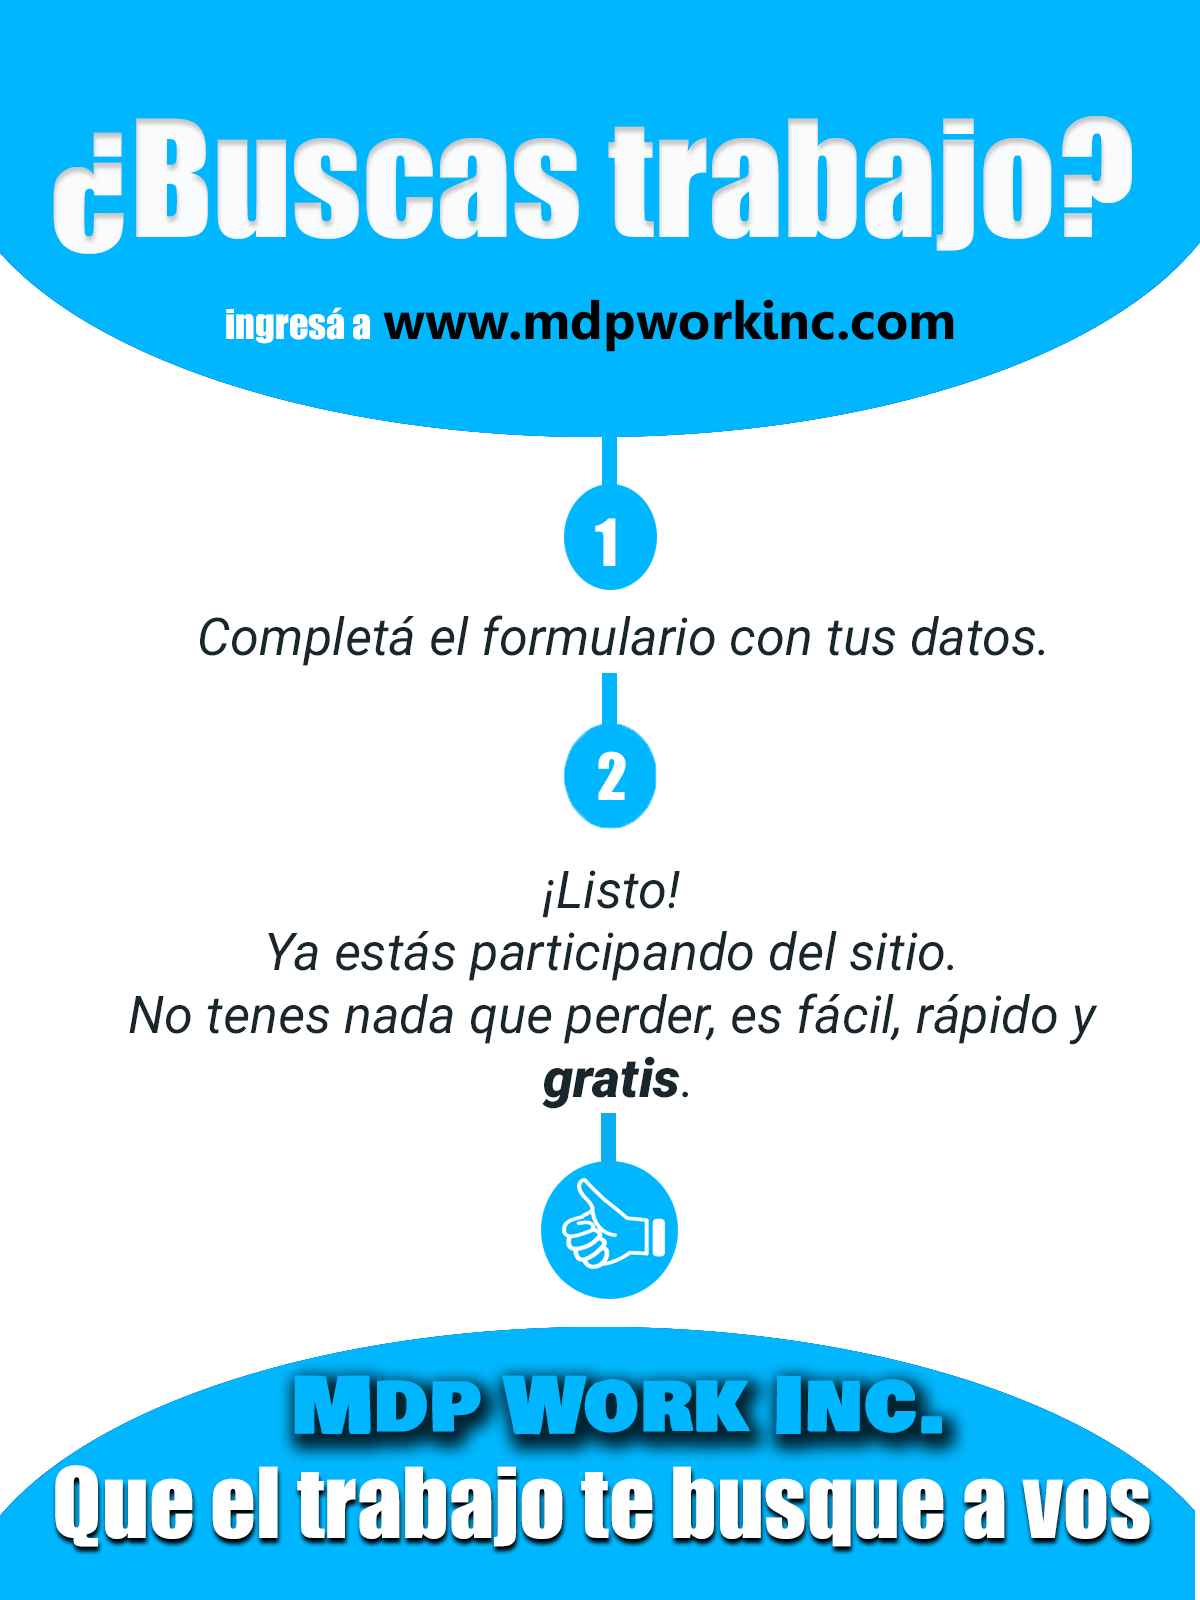 ¿Buscas trabajo?
ingresá a www.mdpworkinc.com
1
Completá el formulario con tus datos.
2
¡Listo!
Ya estás participando del sitio.
No tenes nada que perder, es fácil, rápido y
gratis.
MDP WORK INC.
Que el trabajo te busque a vos